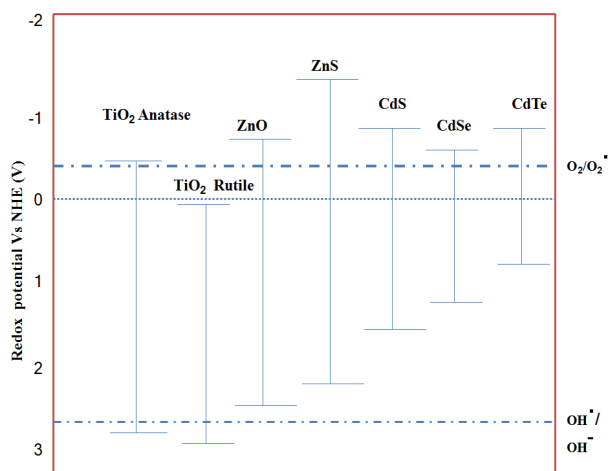 Redox potential Vs NHE (V)
-2
-1
0
1
2
3
TiO2 Anatase
TiO2 Rutile
ZnO
ZnS
CdS
CdSe
CdTe
O2/O2˙
OH˙/
OH⁻